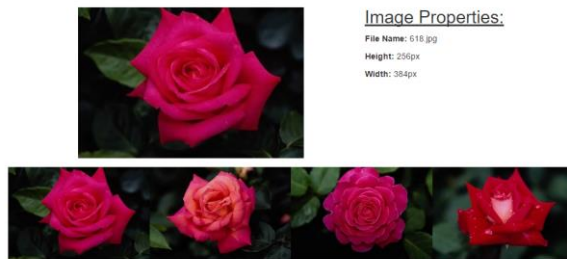 Image Properties:
File Name: 618.jpg
Height: 256px
Width: 384px